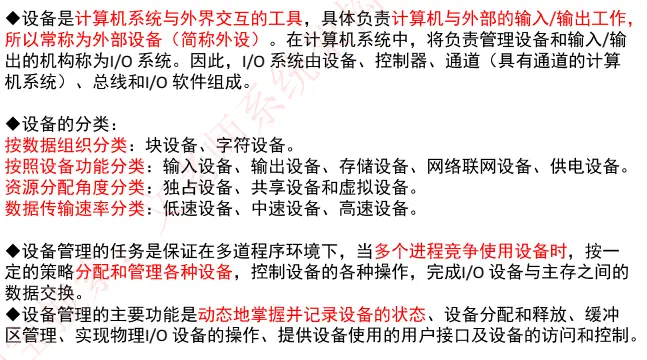 ◆设备是计算机系统与外界交互的工具，具体负责计算机与外部的输入/输出工作，
所以常称为外部设备（简称外设）。在计算机系统中，将负责管理设备和输入/输
出的机构称为I/O 系统。因此，I/O 系统由设备、控制器、通道（具有通道的计算
机系统）、总线和I/O 软件组成。
◆设备的分类：
按数据组织分类：块设备、字符设备。
按照设备功能分类：输入设备、输出设备、存储设备、网络联网设备、供电设备。
资源分配角度分类：独占设备、共享设备和虚拟设备。
数据传输速率分类：低速设备、中速设备、高速设备。
◆设备管理的任务是保证在多道程序环境下，当多个进程竞争使用设备时，按一
定的策略分配和管理各种设备，控制设备的各种操作，完成I/O 设备与主存之间的
数据交换。
◆设备管理的主要功能是动态地掌握并记录设备的状态、设备分配和释放、缓冲
区管理、实现物理I/O 设备的操作、提供设备使用的用户接口及设备的访问和控制。